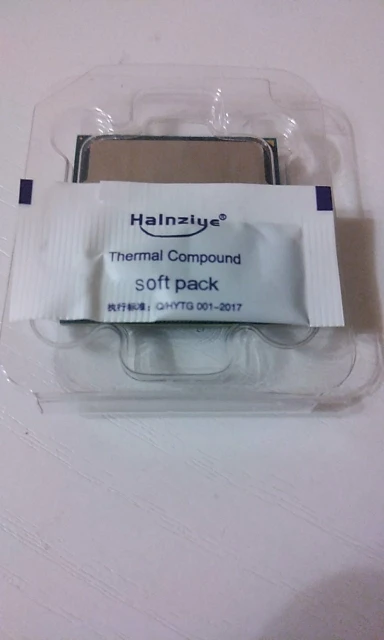 Halnziye®
Thermal Compound
soft pack
执行标准：Q/HYTG 001-2017